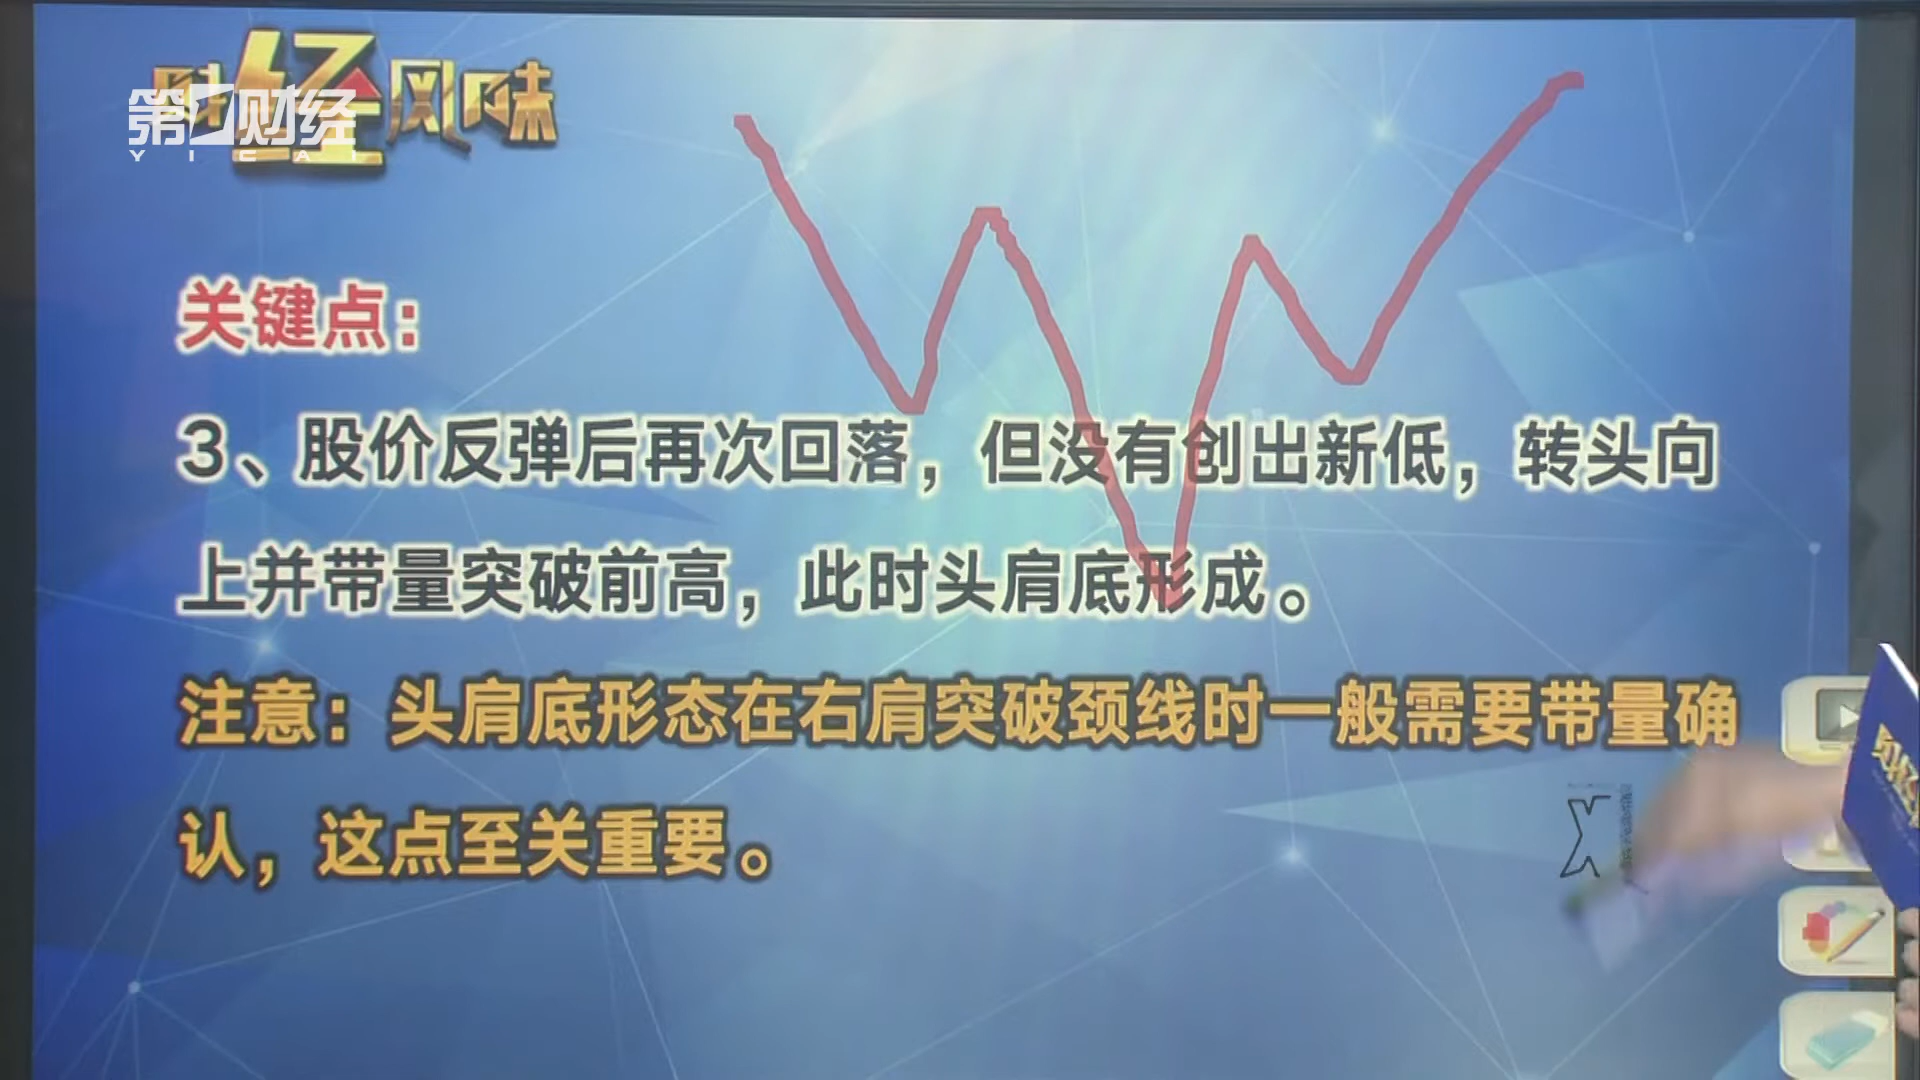 财经风味
第一财经
YICAI
关键点：
3、股价反弹后再次回落，但没有创出新低，转头向
上并带量突破前高，此时头肩底形成。
注意：头肩底形态在右肩突破颈线时一般需要带量确
认，这点至关重要。